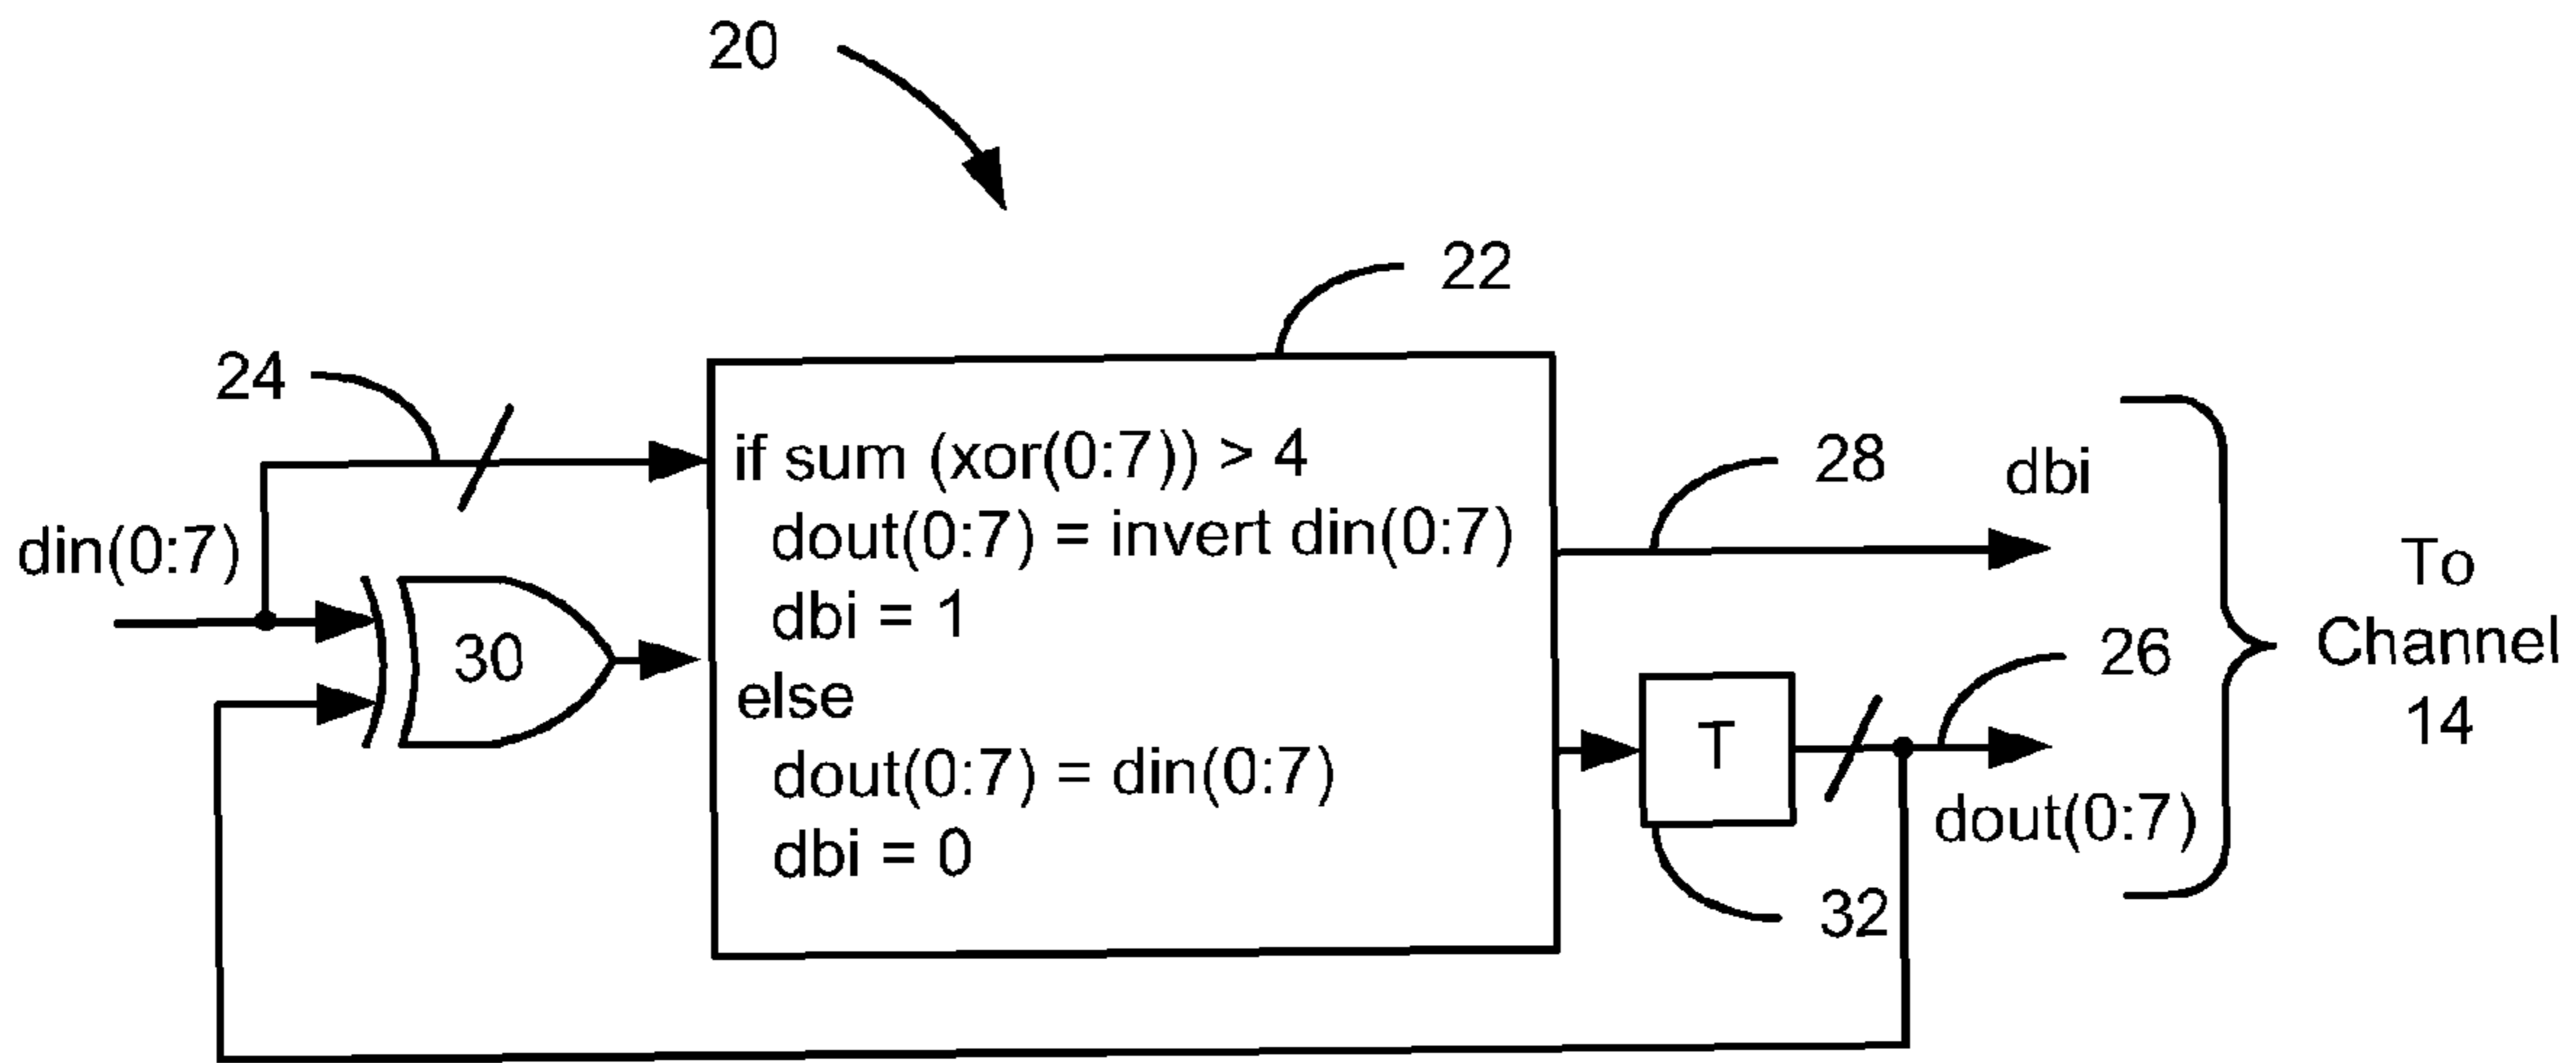 20
22
24
if sum (xor(0:7)) > 4
dout(0:7) = invert din(0:7)
dbi = 1
else
dout(0:7) = din(0:7)
dbi = 0
din(0:7)
30
28
dbi
T
26
dout(0:7)
32
To
Channel
14